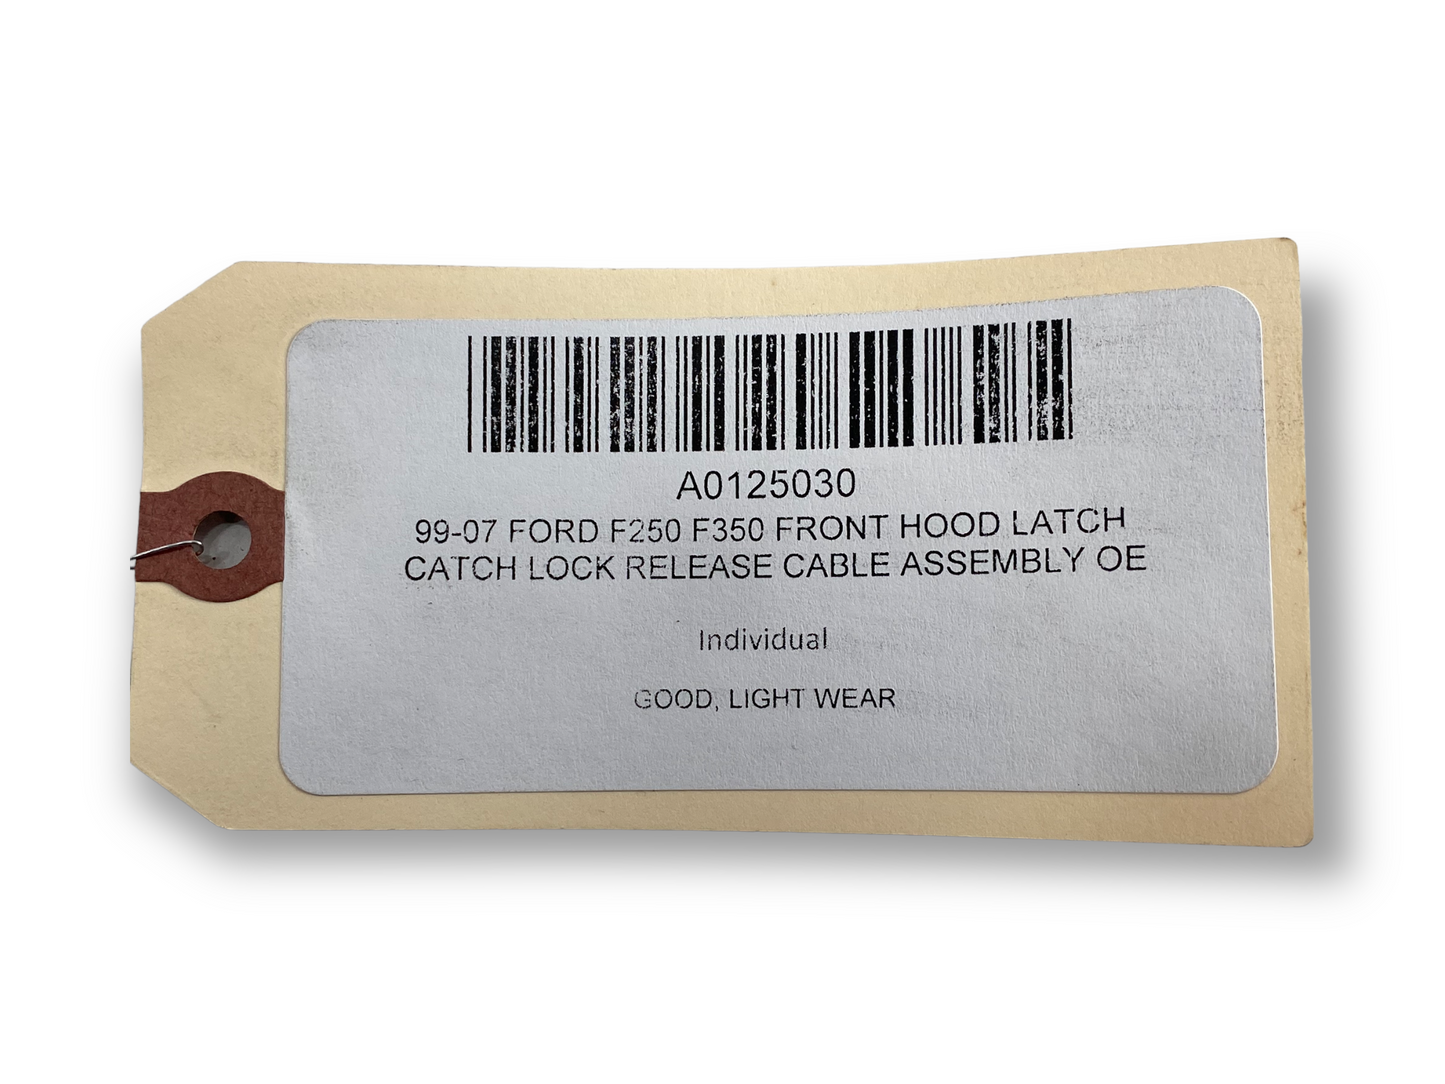 A0125030
99-07 FORD F250 F350 FRONT HOOD LATCH
CATCH LOCK RELEASE CABLE ASSEMBLY OE
Individual
GOOD, LIGHT WEAR